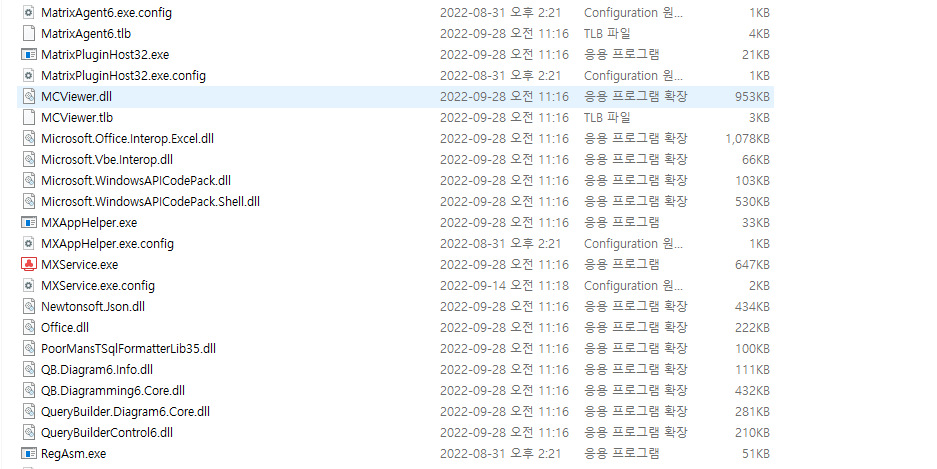 MatrixAgent6.exe.config 2022-08-31 오후 2:21 Configuration 원... 1KB
MatrixAgent6.tlb 2022-09-28 오전 11:16 TLB 파일 4KB
MatrixPluginHost32.exe 2022-09-28 오전 11:16 응용 프로그램 21KB
MatrixPluginHost32.exe.config 2022-08-31 오후 2:21 Configuration 원... 1KB
MCViewer.dll 2022-09-28 오전 11:16 응용 프로그램 확장 953KB
MCViewer.tlb 2022-09-28 오전 11:16 TLB 파일 3KB
Microsoft.Office.Interop.Excel.dll 2022-09-28 오전 11:16 응용 프로그램 확장 1,078KB
Microsoft.Vbe.Interop.dll 2022-09-28 오전 11:16 응용 프로그램 확장 66KB
Microsoft.WindowsAPICodePack.dll 2022-09-28 오전 11:16 응용 프로그램 확장 103KB
Microsoft.WindowsAPICodePack.Shell.dll 2022-09-28 오전 11:16 응용 프로그램 확장 530KB
MXAppHelper.exe 2022-09-28 오전 11:16 응용 프로그램 33KB
MXAppHelper.exe.config 2022-08-31 오후 2:21 Configuration 원... 1KB
MXService.exe 2022-09-28 오전 11:16 응용 프로그램 647KB
MXService.exe.config 2022-09-14 오전 11:18 Configuration 원... 2KB
Newtonsoft.Json.dll 2022-09-28 오전 11:16 응용 프로그램 확장 434KB
Office.dll 2022-09-28 오전 11:16 응용 프로그램 확장 222KB
PoorMansTSqlFormatterLib35.dll 2022-09-28 오전 11:16 응용 프로그램 확장 100KB
QB.Diagram6.Info.dll 2022-09-28 오전 11:16 응용 프로그램 확장 111KB
QB.Diagramming6.Core.dll 2022-09-28 오전 11:16 응용 프로그램 확장 432KB
QueryBuilder.Diagram6.Core.dll 2022-09-28 오전 11:16 응용 프로그램 확장 281KB
QueryBuilderControl6.dll 2022-09-28 오전 11:16 응용 프로그램 확장 210KB
RegAsm.exe 2022-08-31 오후 2:21 응용 프로그램 51KB